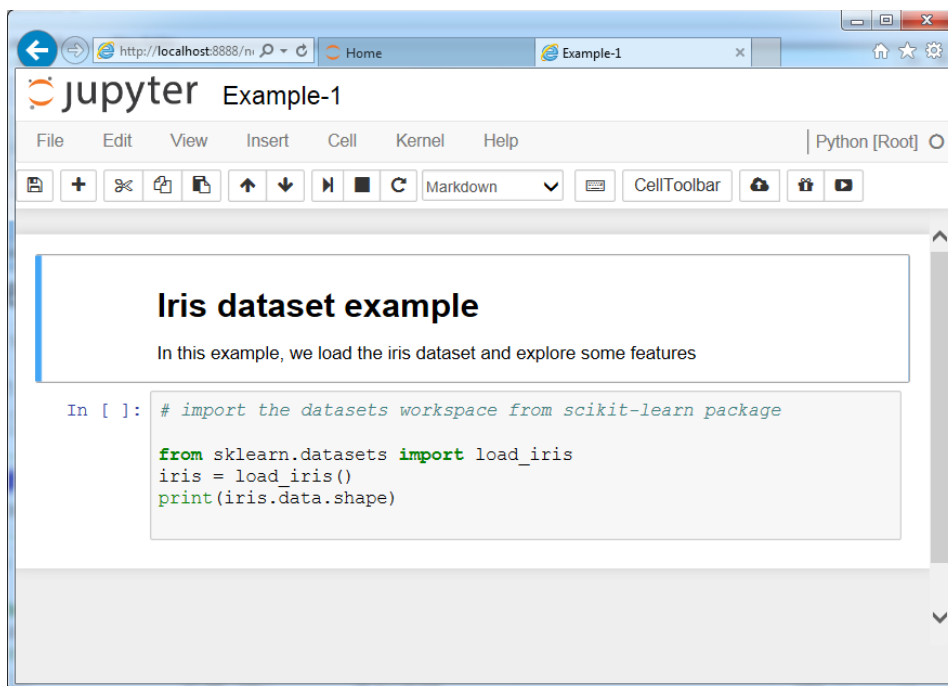 http://localhost:8888/n
Home
Example-1
jupyter Example-1
File Edit View Insert Cell Kernel Help Python [Root]
Markdown CellToolbar
Iris dataset example
In this example, we load the iris dataset and explore some features
In [ ]: # import the datasets workspace from scikit-learn package
from sklearn.datasets import load_iris
iris = load_iris()
print(iris.data.shape)